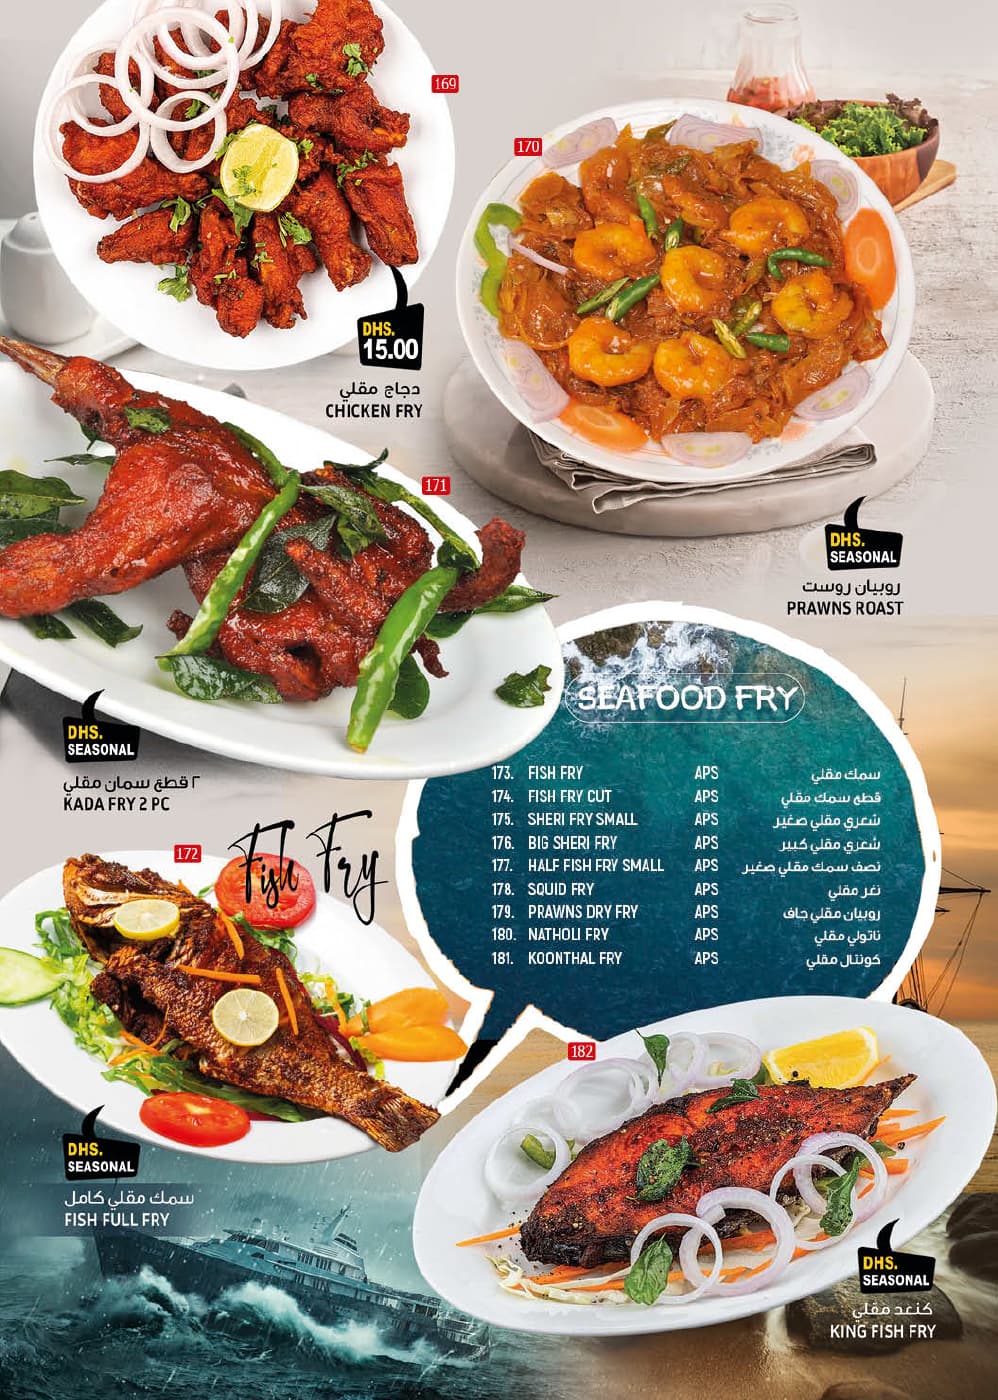 169
DHS.
15.00
دجاج مقلي
CHICKEN FRY
170
DHS.
SEASONAL
روبيان روست
PRAWNS ROAST
171
DHS.
SEASONAL
٢ قطع سمان مقلي
KADA FRY 2 PC
SEAFOOD FRY
173. FISH FRY APS سمك مقلي
174. FISH FRY CUT APS قطع سمك مقلي
175. SHERI FRY SMALL APS شعري مقلي صغير
176. BIG SHERI FRY APS شعري مقلي كبير
177. HALF FISH FRY SMALL APS نصف سمك مقلي صغير
178. SQUID FRY APS نغر مقلي
179. PRAWNS DRY FRY APS روبيان مقلي جاف
180. NATHOLI FRY APS ناتولي مقلي
181. KOONTHAL FRY APS كونتال مقلي
Fish Fry
172
DHS.
SEASONAL
سمك مقلي كامل
FISH FULL FRY
182
DHS.
SEASONAL
كنعد مقلي
KING FISH FRY